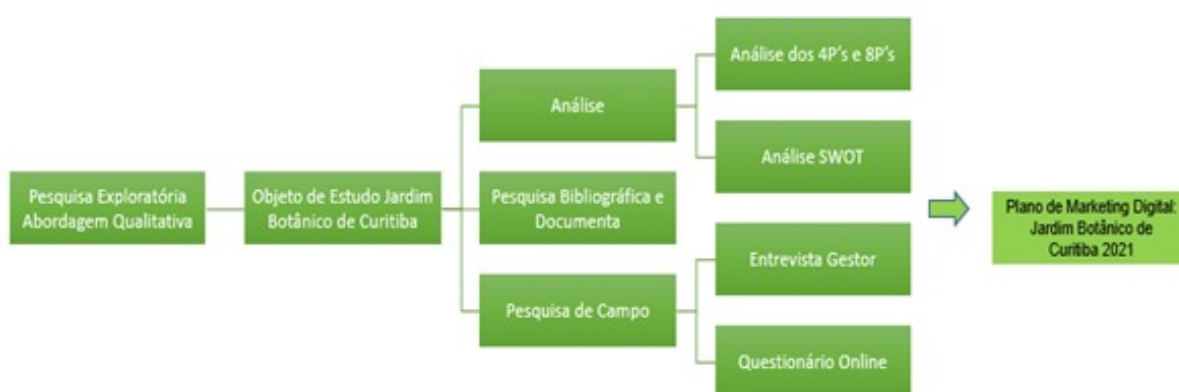 Pesquisa Exploratória
Abordagem Qualitativa
Objeto de Estudo Jardim
Botânico de Curitiba
Análise
Pesquisa Bibliográfica e
Documenta
Pesquisa de Campo
Análise dos 4P's e 8P's
Análise SWOT
Entrevista Gestor
Questionário Online
Plano de Marketing Digital:
Jardim Botânico de
Curitiba 2021